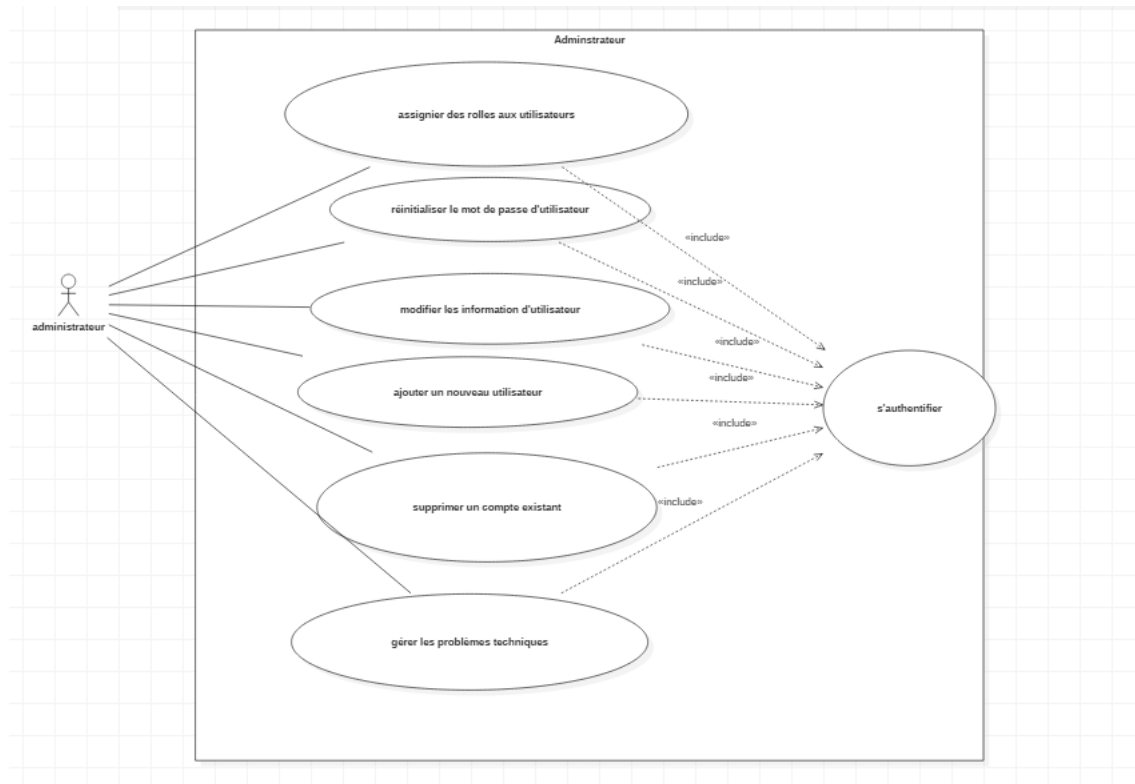 Adminstrateur
assignier des rolles aux utilisateurs
réinitialiser le mot de passe d'utilisateur
«include»
«include»
modifier les information d'utilisateur
administrateur
«include»
«include»
ajouter un nouveau utilisateur
s'authentifier
«include»
supprimer un compte existant
«include»
gérer les problèmes techniques